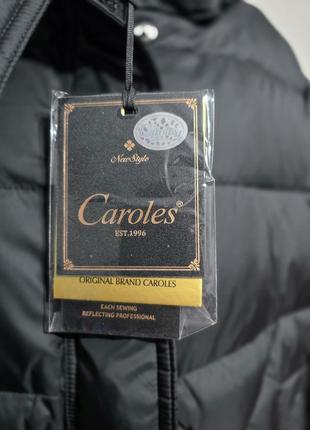 NewStyle
Caroles®
EST.1996
ORIGINAL BRAND CAROLES
EACH SEWING
REFLECTING PROFESSIONAL